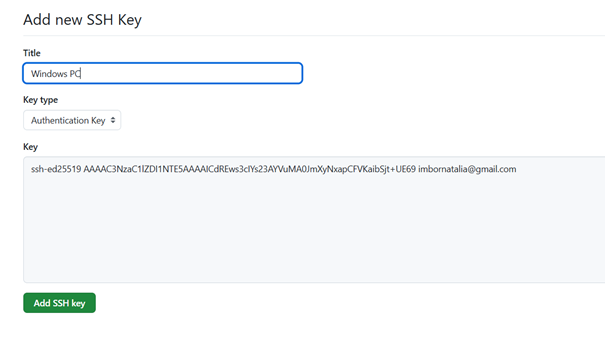 Add new SSH Key
Title
Windows PC
Key type
Authentication Key
Key
ssh-ed25519 AAAAC3NzaC1lZDI1NTE5AAAAICdREws3cIYs23AYVuMA0JmXyNxapCFVKaibSjt+UE69 imbornatalia@gmail.com
Add SSH key